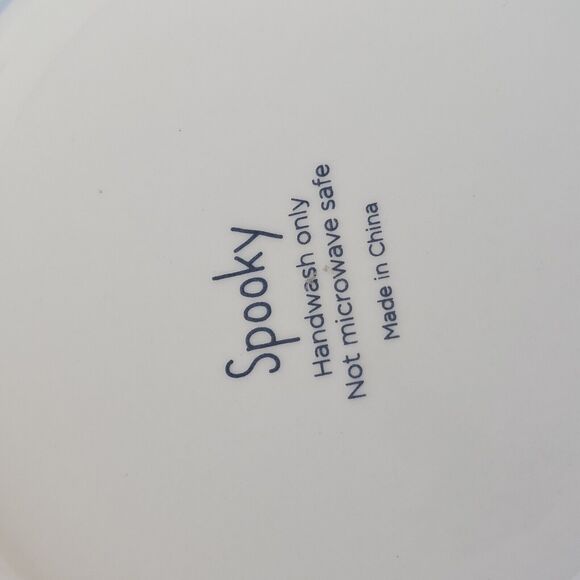 Spooky
Handwash only
Not microwave safe
Made in China